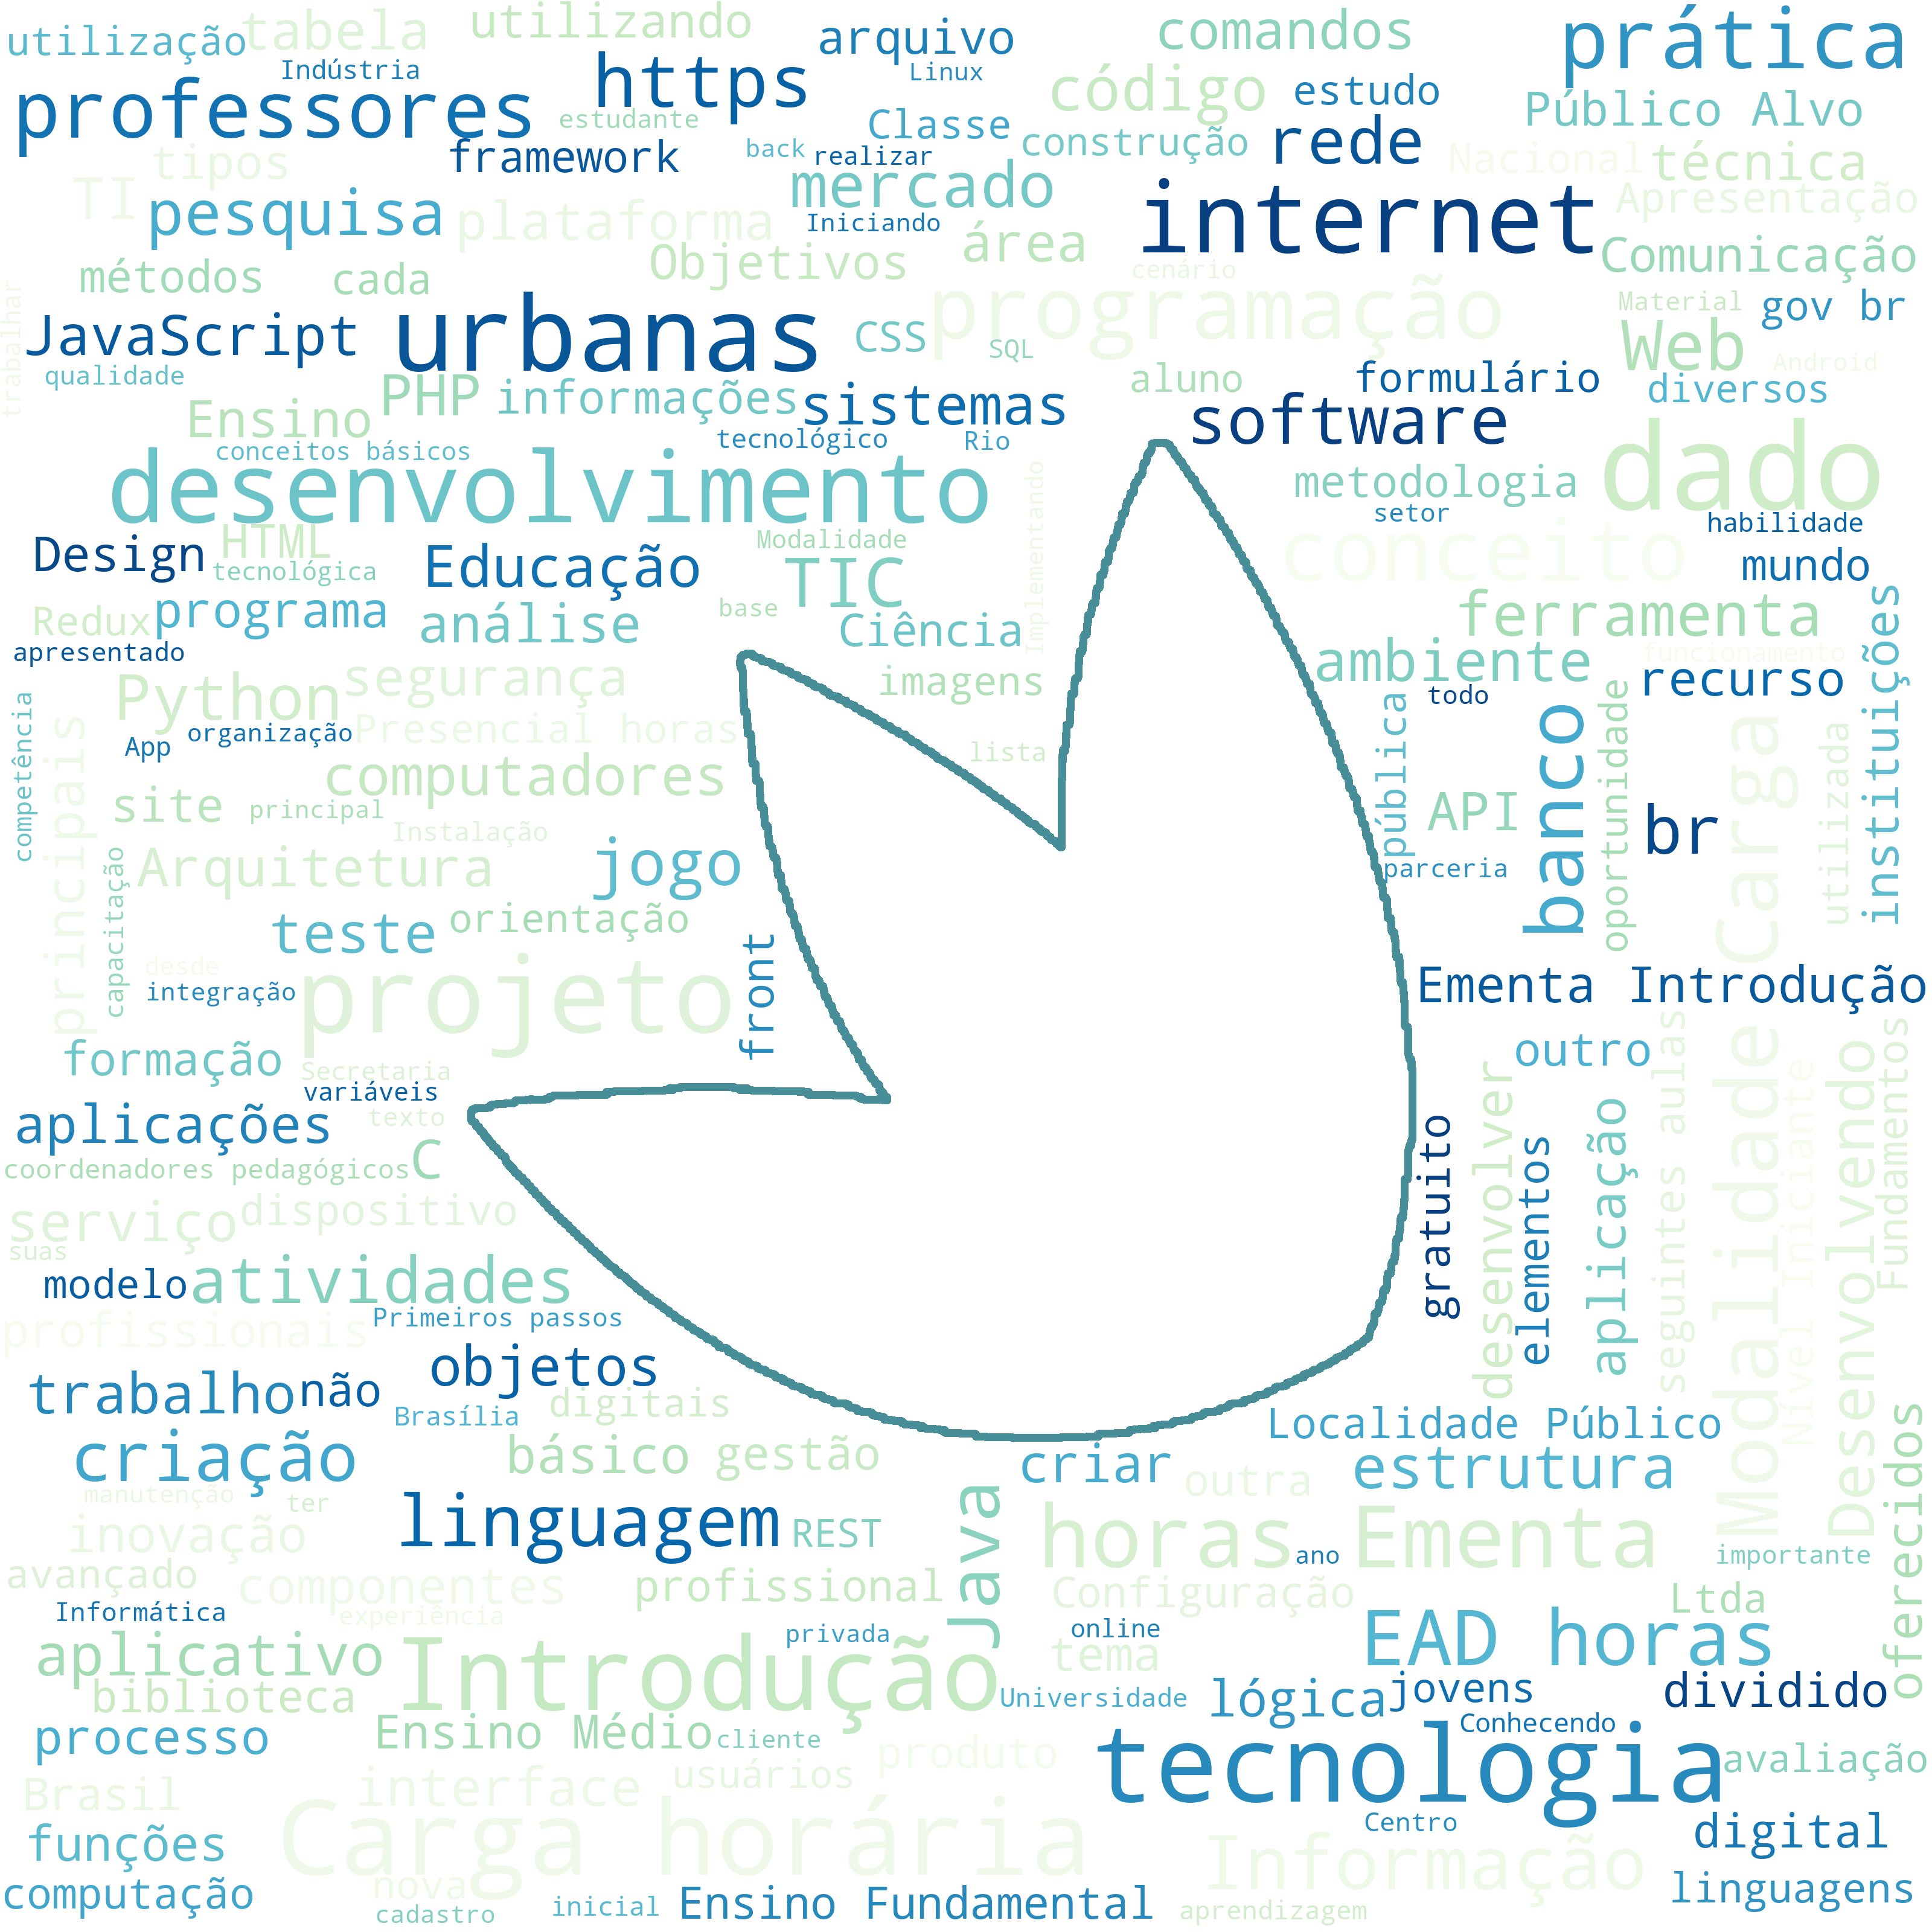 utilização
tabela
utilizando
arquivo
comandos
prática
Indústria
https
Linux
professores
código
estudo
Público Alvo
estudante
Classe
construção
rede
framework
back
realizar
Nacional
técnica
tipos
TI
pesquisa
plataforma
mercado
Iniciando
internet
Apresentação
área
Comunicação
métodos
cada
Objetivos
cenário
trabalhar
programação
Material
gov br
JavaScript
urbanas
CSS
SQL
Web
Android
qualidade
PHP
informações
sistemas
aluno
formulário
diversos
Ensino
software
conceitos básicos
tecnológico
Rio
desenvolvimento
Implementando
metodologia
dado
setor
habilidade
Design
HTML
Modalidade
conceito
tecnológica
Educação
TIC
mundo
Redux
programa
análise
base
Ciência
ferramenta
instituições
apresentado
segurança
imagens
ambiente
funcionamento
Python
recurso
todo
competência
principais
App
organização
Presencial horas
lista
pública
banco
oportunidade
Carga
utilizada
computadores
site
principal
API
br
Instalação
Arquitetura
jogo
parceria
capacitação
teste
orientação
desde
integração
projeto
front
Ementa Introdução
formação
Secretaria
variáveis
outro
aplicações
texto
coordenadores pedagógicos
C
gratuito
desenvolver
elementos
aplicação
seguintes aulas
Modalidade
Nível Iniciante
Desenvolvendo
Fundamentos
serviço
dispositivo
suas
modelo
atividades
profissionais
Primeiros passos
objetos
trabalho
não
Brasília
digitais
Localidade Público
oferecidos
criação
básico
gestão
criar
estrutura
manutenção
ter
outra
inovação
linguagem
REST
Java
horas
ano
Ementa
importante
avançado
componentes
profissional
Configuração
Ltda
Informática
experiência
aplicativo
Introdução
privada
online
tema
EAD horas
biblioteca
Universidade
lógica
jovens
dividido
processo
Ensino Médio
cliente
Conhecendo
produto
tecnologia
avaliação
Brasil
interface
usuários
Centro
funções
Carga horária
Informação
digital
computação
nova
cadastro
inicial
Ensino Fundamental
aprendizagem
linguagens